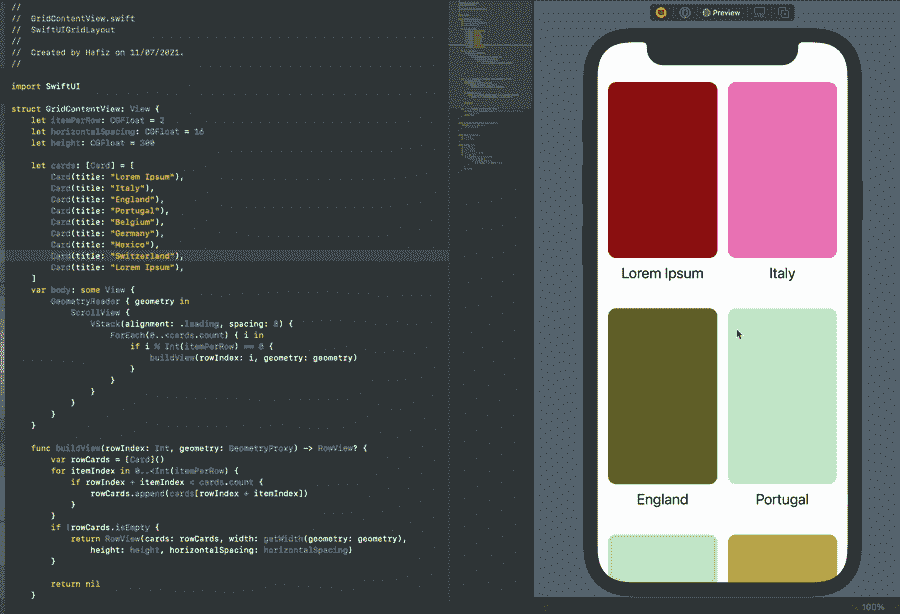 //
//  GridContentView.swift
//  SwiftUIGridLayout
//
//  Created by Hafiz on 11/07/2021.
//
import SwiftUI
struct GridContentView: View {
    let itemPerRow: CGFloat = 2
    let horizontalSpacing: CGFloat = 16
    let height: CGFloat = 300
    let cards: [Card] = [
        Card(title: "Lorem Ipsum"),
        Card(title: "Italy"),
        Card(title: "England"),
        Card(title: "Portugal"),
        Card(title: "Belgium"),
        Card(title: "Germany"),
        Card(title: "Mexico"),
        Card(title: "Switzerland"),
        Card(title: "Lorem Ipsum"),
    ]
    var body: some View {
        GeometryReader { geometry in
            ScrollView {
                VStack(alignment: .leading, spacing: 8) {
                    ForEach(0..<cards.count) { i in
                        if i % Int(itemPerRow) == 0 {
                            buildView(rowIndex: i, geometry: geometry)
                        }
                    }
                }
            }
        }
    }
    func buildView(rowIndex: Int, geometry: GeometryProxy) -> RowView? {
        var rowCards = [Card]()
        for itemIndex in 0..<Int(itemPerRow) {
            if rowIndex + itemIndex < cards.count {
                rowCards.append(cards[rowIndex + itemIndex])
            }
        }
        if !rowCards.isEmpty {
            return RowView(cards: rowCards, width: getWidth(geometry: geometry),
                height: height, horizontalSpacing: horizontalSpacing)
        }
        return nil
    }
Preview
Lorem Ipsum
Italy
England
Portugal
100%